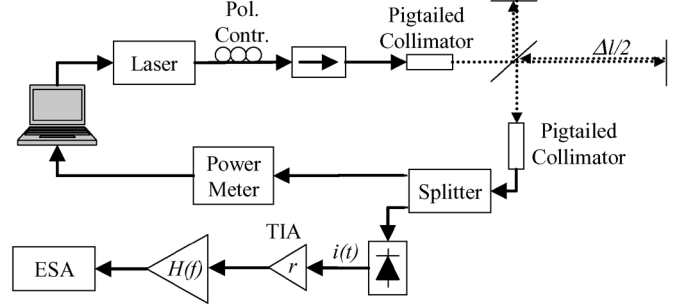 Pol.
Contr.
Pigtailed
Collimator
Laser
Δl/2
Pigtailed
Collimator
Power
Meter
Splitter
TIA
i(t)
r
H(f)
ESA